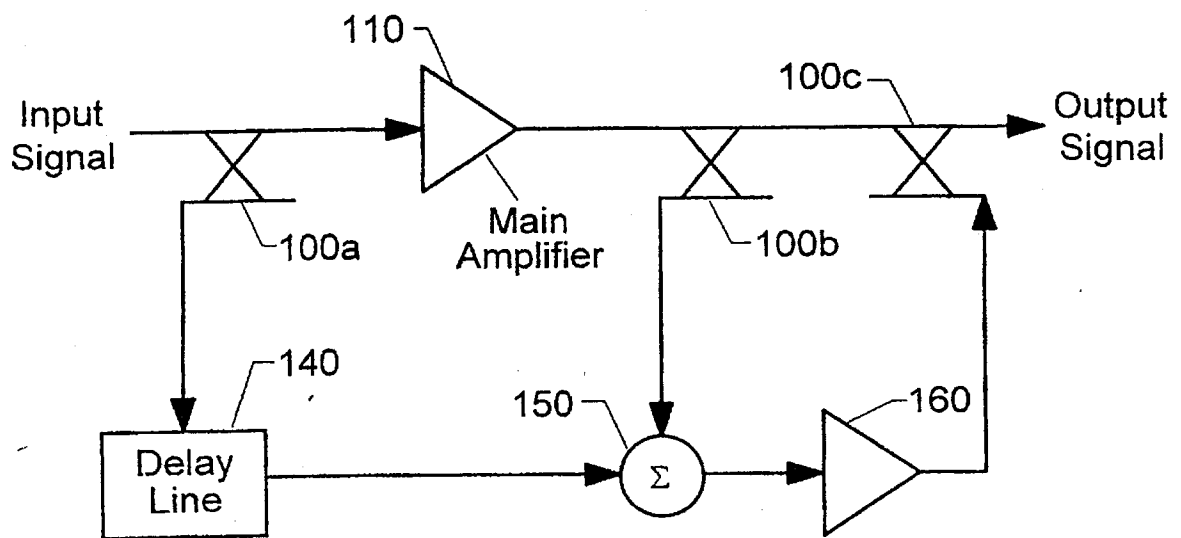 110
100c
Input
Signal
Output
Signal
Main
Amplifier
100a
100b
140
150
160
Delay
Line
Σ